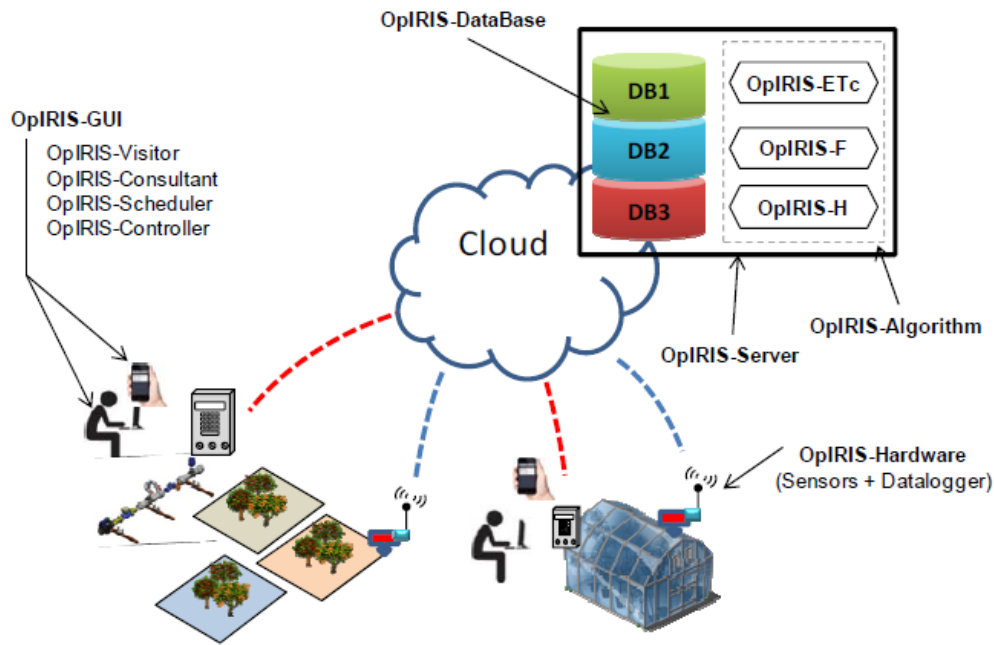 OpIRIS-DataBase
DB1
OpIRIS-ETc
OpIRIS-GUI
OpIRIS-Visitor
OpIRIS-Consultant
OpIRIS-Scheduler
OpIRIS-Controller
DB2
OpIRIS-F
DB3
OpIRIS-H
Cloud
OpIRIS-Algorithm
OpIRIS-Server
OpIRIS-Hardware
(Sensors + Datalogger)